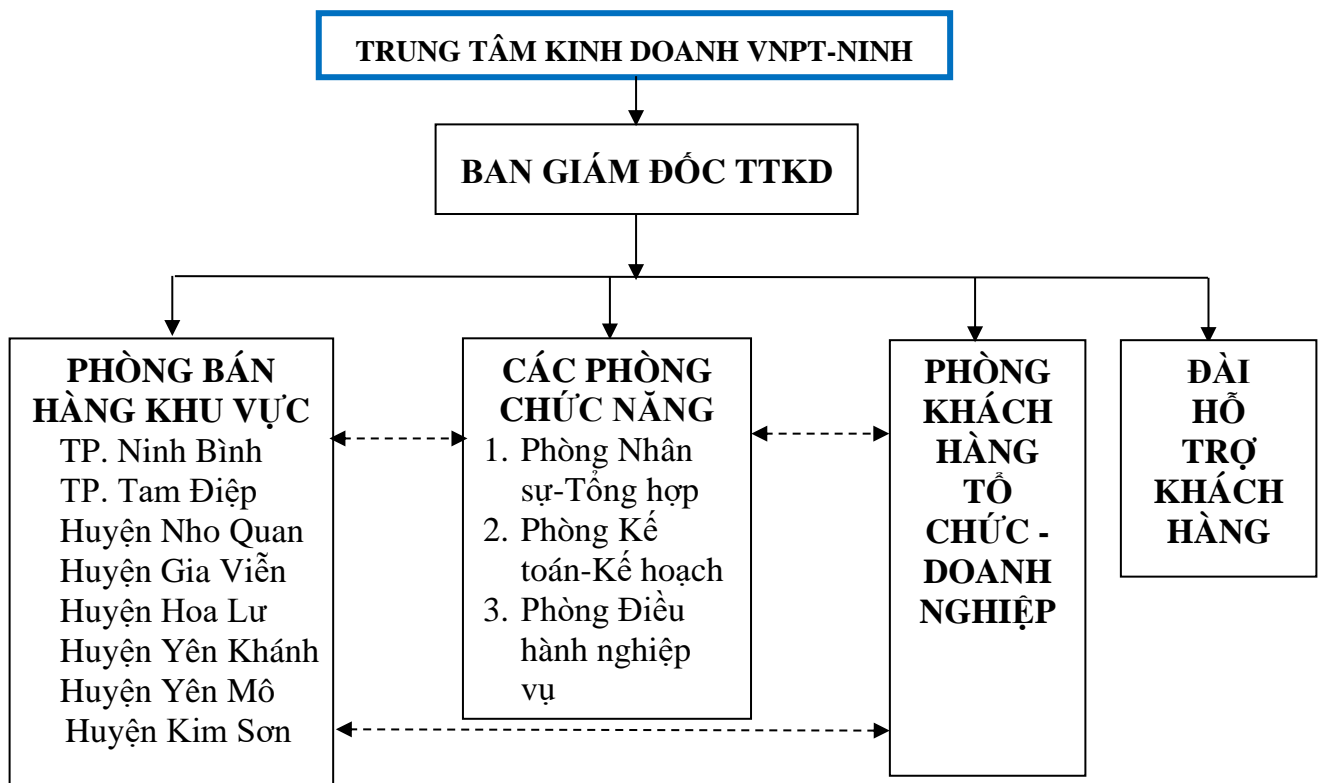 TRUNG TÂM KINH DOANH VNPT-NINH
BAN GIÁM ĐỐC TTKD
PHÒNG BÁN
HÀNG KHU VỰC
TP. Ninh Bình
TP. Tam Điệp
Huyện Nho Quan
Huyện Gia Viễn
Huyện Hoa Lư
Huyện Yên Khánh
Huyện Yên Mô
Huyện Kim Sơn
CÁC PHÒNG
CHỨC NĂNG
1. Phòng Nhân
sự-Tổng hợp
2. Phòng Kế
toán-Kế hoạch
3. Phòng Điều
hành nghiệp
vụ
PHÒNG
KHÁCH
HÀNG
TỔ
CHỨC -
DOANH
NGHIỆP
ĐÀI
HỖ
TRỢ
KHÁCH
HÀNG